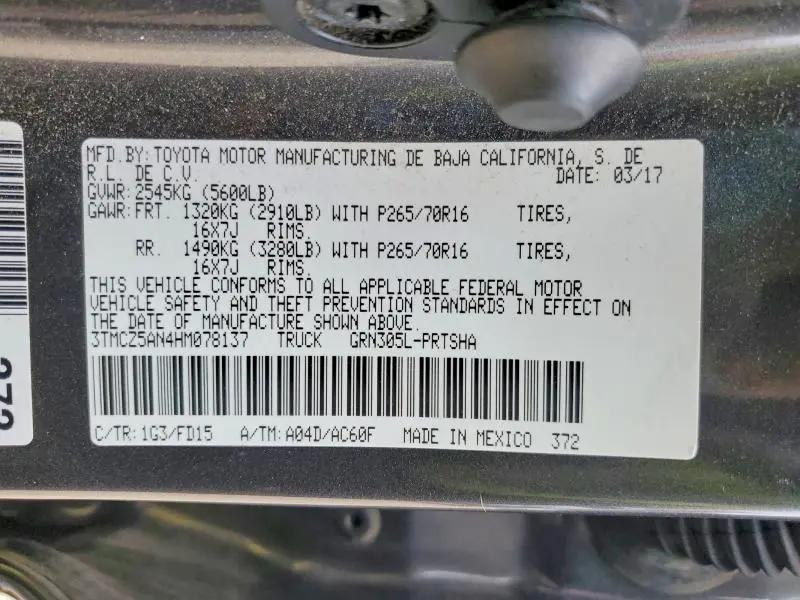 MFD.BY: TOYOTA MOTOR MANUFACTURING DE BAJA CALIFORNIA, S. DE
R.L. DE C.V. DATE: 03/17
GVWR: 2545KG (5600LB)
GAWR: FRT. 1320KG (2910LB) WITH P265/70R16 TIRES,
16X7J RIMS.
RR. 1490KG (3280LB) WITH P265/70R16 TIRES,
16X7J RIMS.
THIS VEHICLE CONFORMS TO ALL APPLICABLE FEDERAL MOTOR
VEHICLE SAFETY AND THEFT PREVENTION STANDARDS IN EFFECT ON
THE DATE OF MANUFACTURE SHOWN ABOVE.
3TMCZ5AN4HM078137 TRUCK GRN305L-PRTSHA
C/TR: 1G3/FD15 A/TM: A04D/AC60F MADE IN MEXICO 372